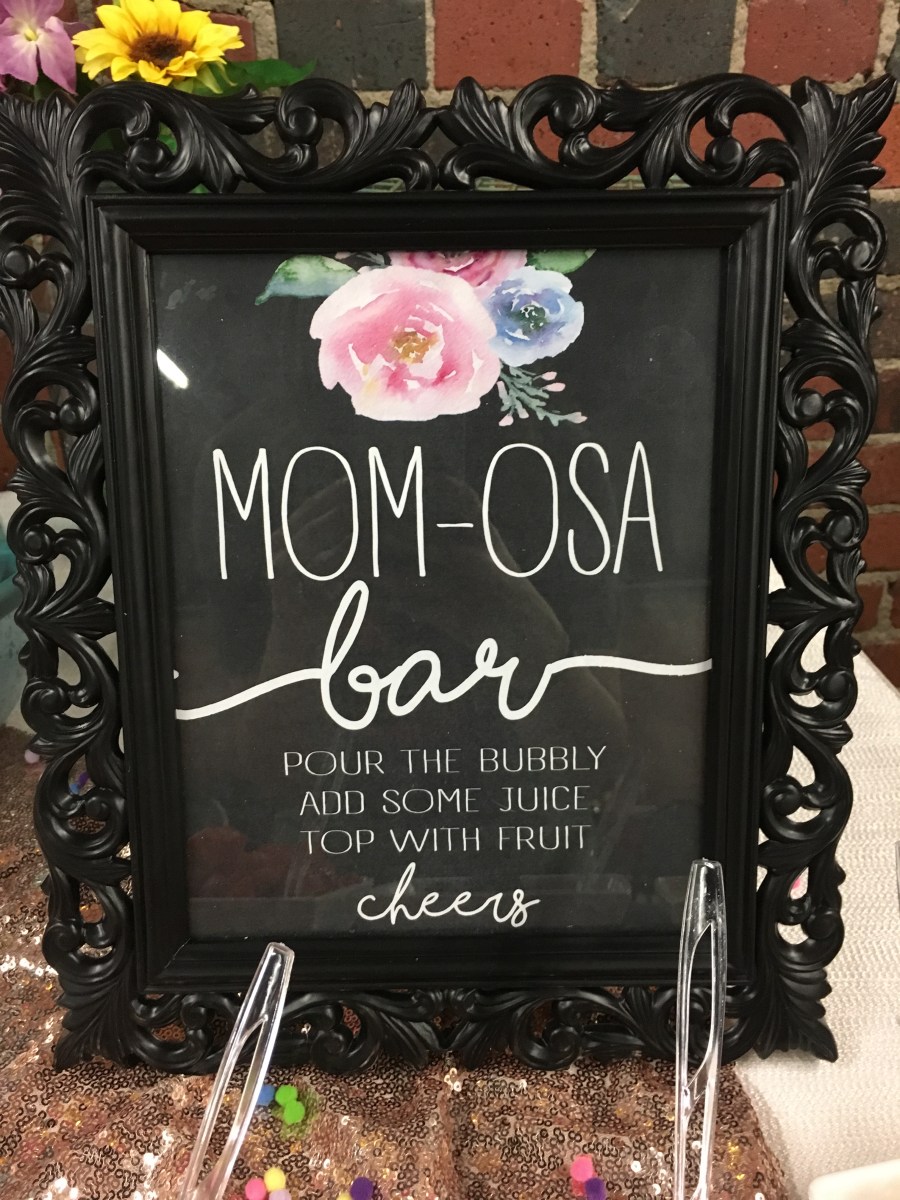 MOM-OSA
bar
POUR THE BUBBLY
ADD SOME JUICE
TOP WITH FRUIT
cheers